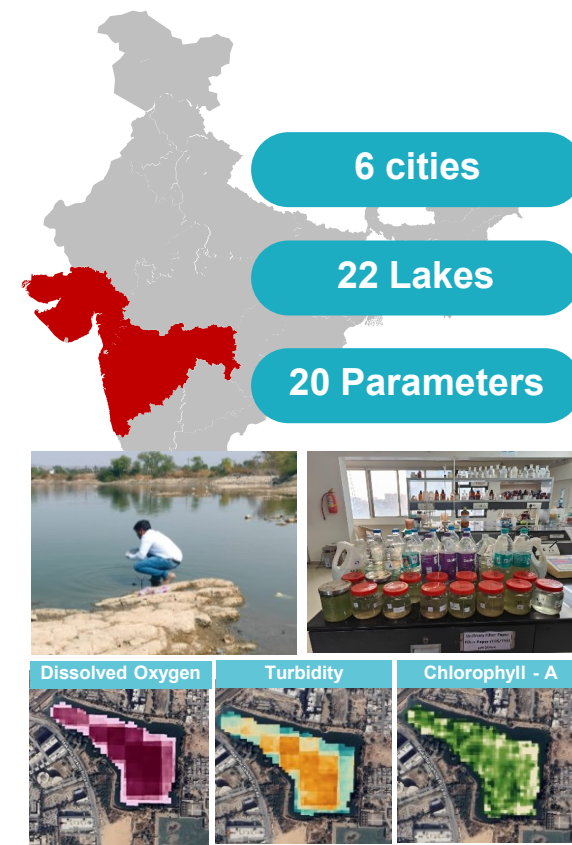 6 cities
22 Lakes
20 Parameters
Dissolved Oxygen
Turbidity
Chlorophyll - A